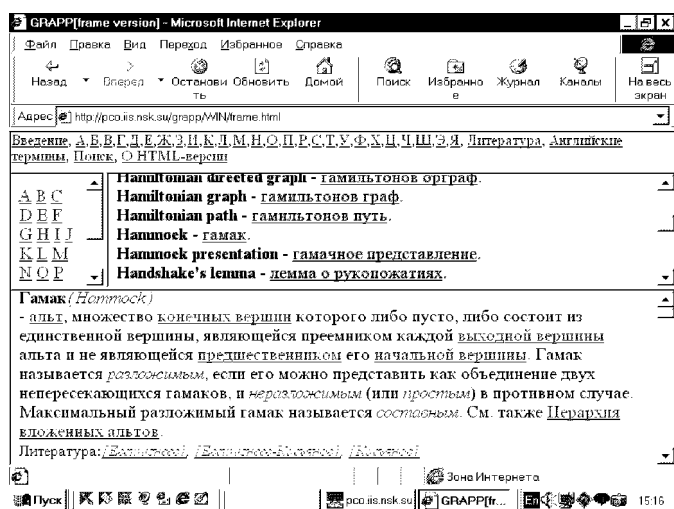 GRAPP[frame version] - Microsoft Internet Explorer
Файл Правка Вид Переход Избранное Справка
Назад Вперед Останови Обновить Домой Поиск Избранно Журнал Каналы На весь
ть е экран
Адрес http://pco.iis.nsk.su/grapp/WIN/frame.html
Введение, А,Б,В,Г,Д,Е,Ж,З,И,К,Л,М,Н,О,П,Р,С,Т,У,Ф,Х,Ц,Ч,Ш,Э,Я, Литература, Английские
термины, Поиск, О HTML-версии
A B C
D E F
G H I J
K L M
N O P
Hamiltonian directed graph - гамильтонов орграф.
Hamiltonian graph - гамильтонов граф.
Hamiltonian path - гамильтонов путь.
Hammock - гамак.
Hammock presentation - гамачное представление.
Handshake's lemma - лемма о рукопожатиях.
Гамак (Hammock)
- альт, множество конечных вершин которого либо пусто, либо состоит из
единственной вершины, являющейся преемником каждой выходной вершины
альта и не являющейся предшественником его начальной вершины. Гамак
называется разложимым, если его можно представить как объединение двух
непересекающихся гамаков, и неразложимым (или простым) в противном случае.
Максимальный разложимый гамак называется составным. См. также Иерархия
вложенных альтов.
Литература:
Зона Интернета
Пуск pco.iis.nsk.su GRAPP[fr... En 15:16